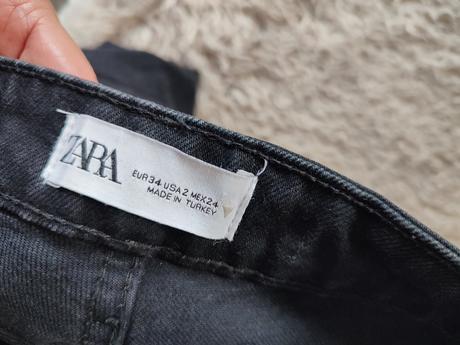 ZARA
EUR 34 USA 2 MEX 24
MADE IN TURKEY